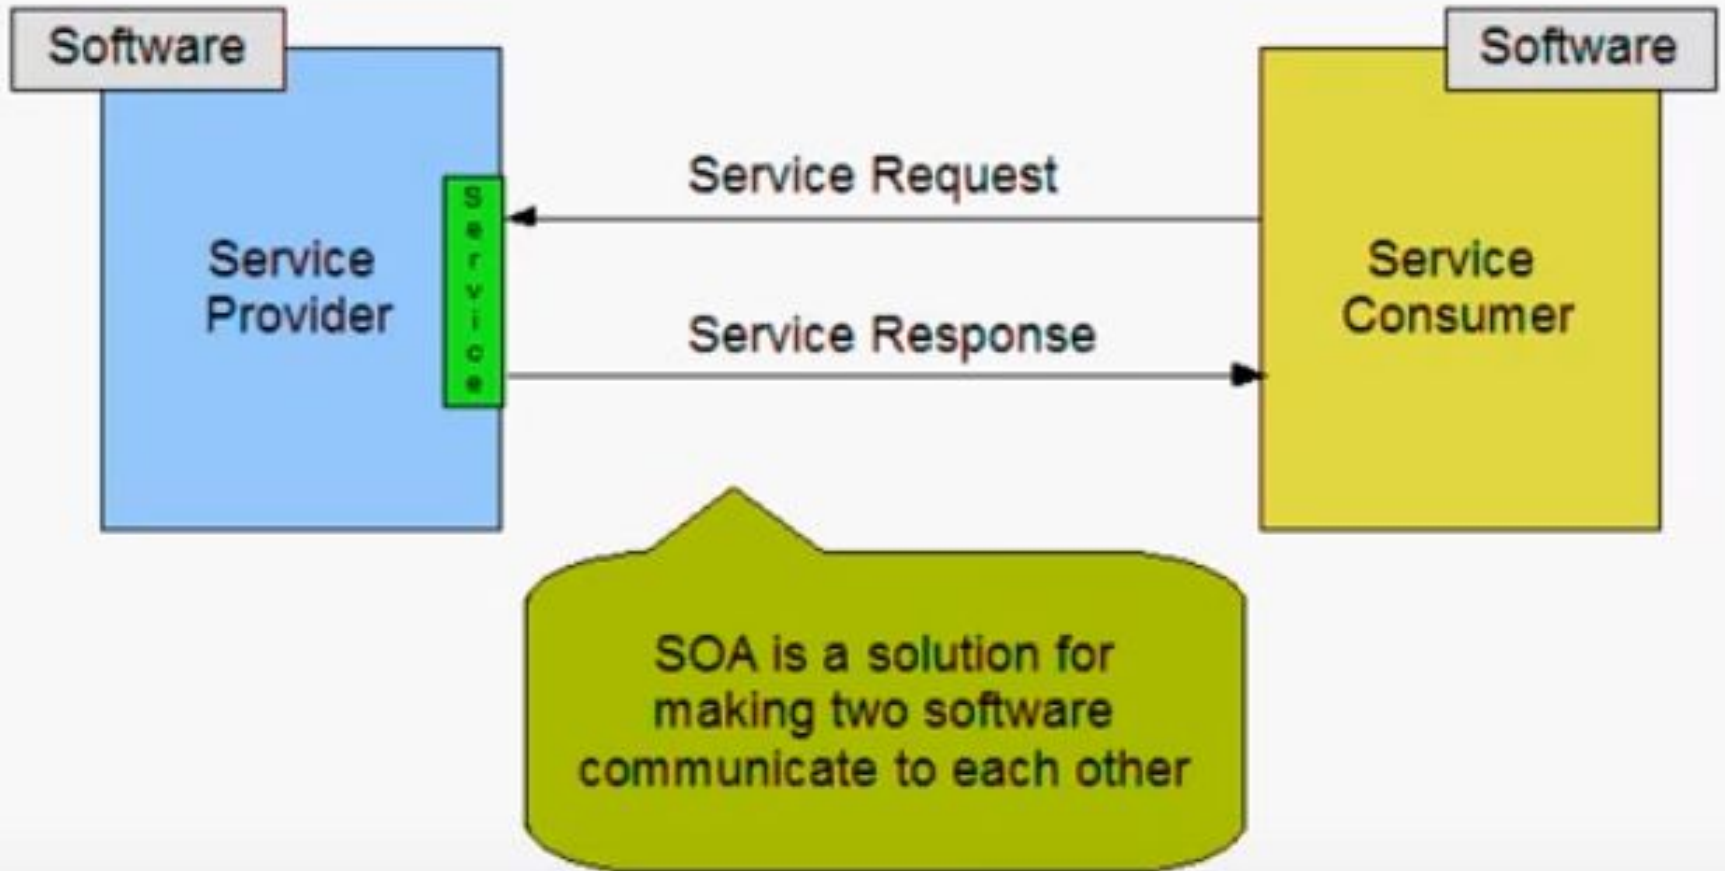 Software
Software
Service Request
Service
Service
Provider
Service
Consumer
Service Response
SOA is a solution for
making two software
communicate to each other